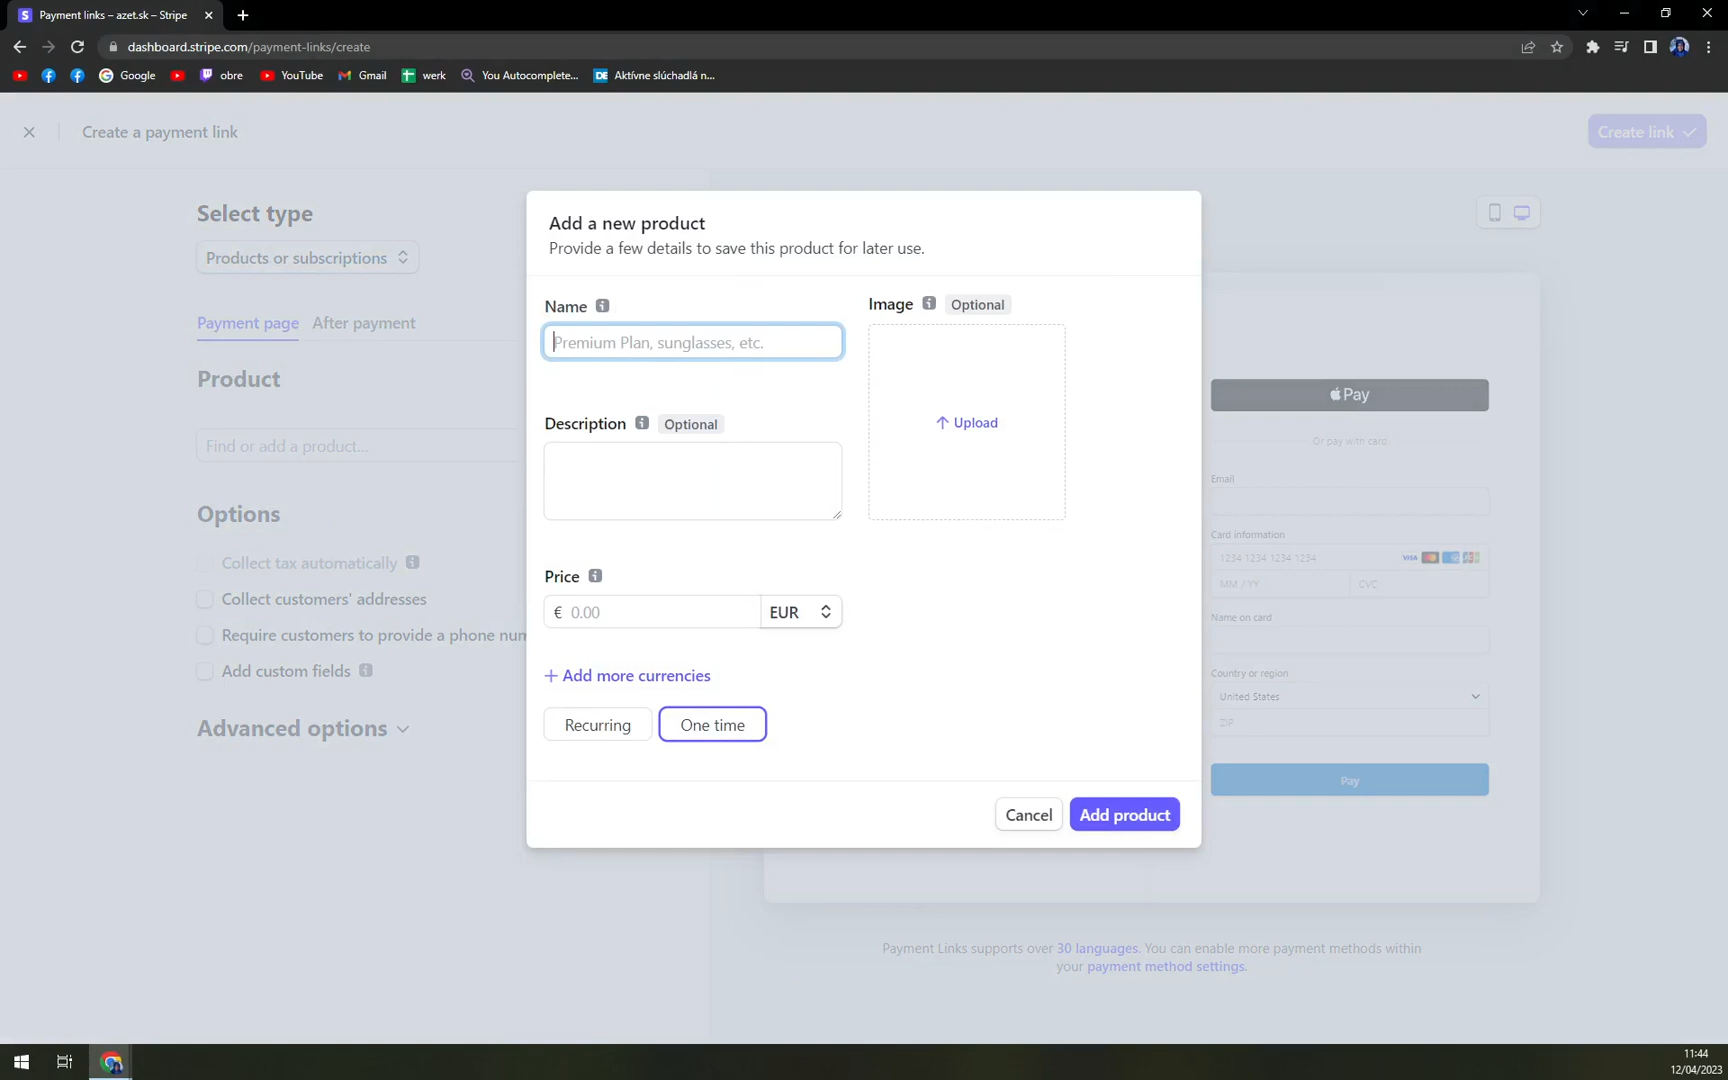 Payment links – azet.sk – Stripe
dashboard.stripe.com/payment-links/create
Google
obre
YouTube
Gmail
werk
You Autocomplete...
DE Aktívne slúchadlá n...
Create a payment link
Create link
Select type
Products or subscriptions
Payment page After payment
Product
Find or add a product...
Options
Collect tax automatically
Collect customers' addresses
Require customers to provide a phone num
Add custom fields
Advanced options
Add a new product
Provide a few details to save this product for later use.
Name
Premium Plan, sunglasses, etc.
Description Optional
Image Optional
Upload
Price
€ 0.00 EUR
+ Add more currencies
Recurring One time
Cancel Add product
Pay
Or pay with card
Email
Card information
1234 1234 1234 1234 VISA
MM / YY CVC
Name on card
Country or region
United States
ZIP
Pay
Payment Links supports over 30 languages. You can enable more payment methods within
your payment method settings.
11:44
12/04/2023